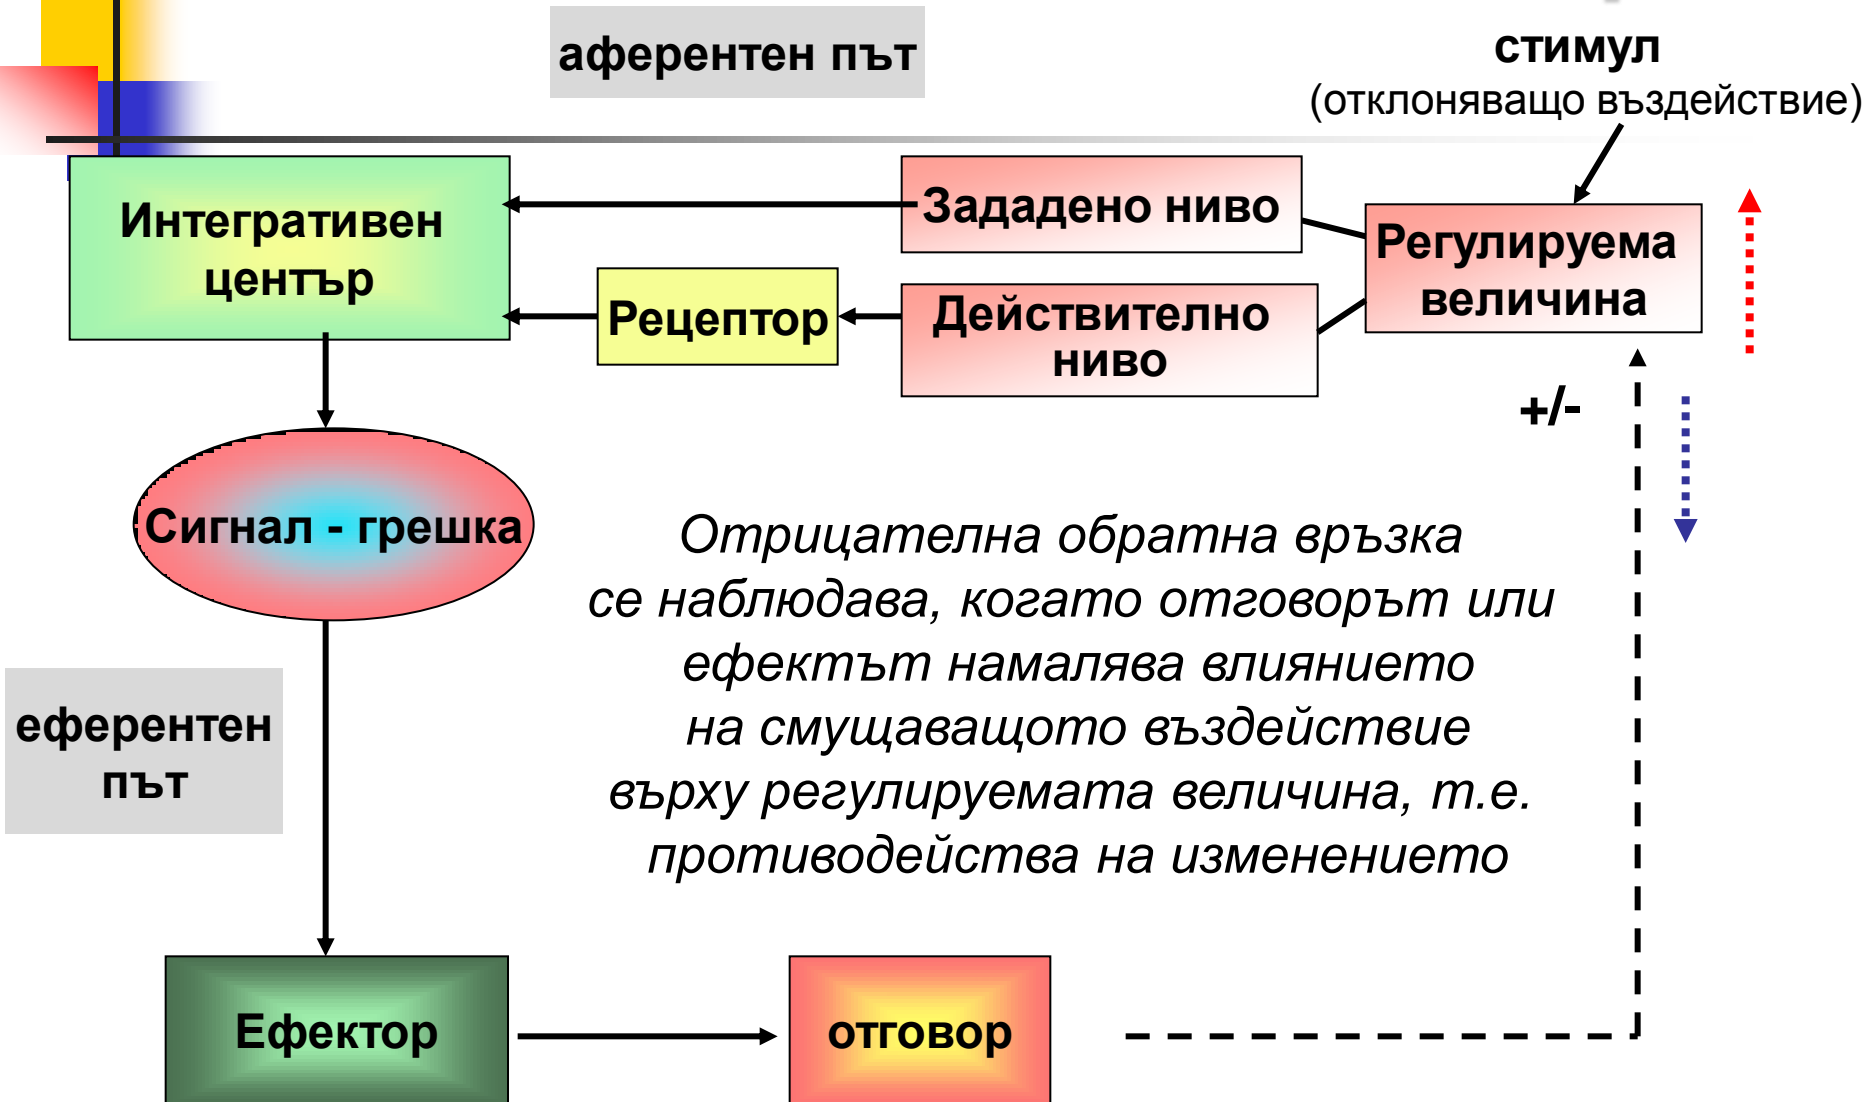 аферентен път
стимул
(отклоняващо въздействие)
Интегративен
център
Зададено ниво
Регулируема
величина
Рецептор
Действително
ниво
+/-
Сигнал - грешка
Отрицателна обратна връзка
се наблюдава, когато отговорът или
ефектът намалява влиянието
на смущаващото въздействие
върху регулируемата величина, т.е.
противодейства на изменението
еферентен
път
Ефектор
отговор